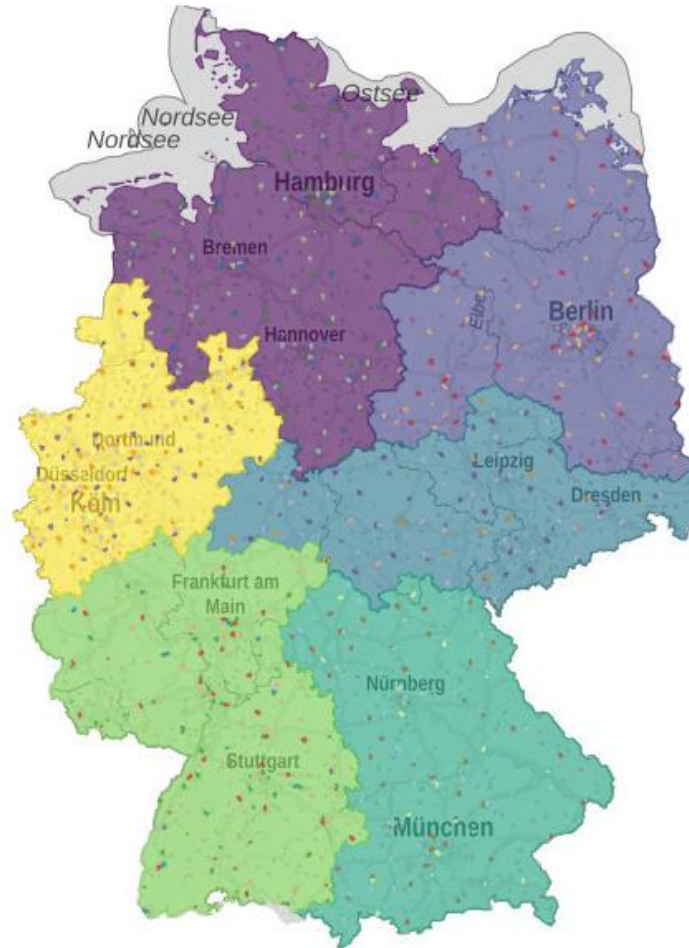 Ostsee
Nordsee
Nordsee
Hamburg
Bremen
Hannover
Elbe
Berlin
Dortmund
Düsseldorf
Köln
Leipzig
Dresden
Frankfurt am
Main
Nürnberg
Stuttgart
München